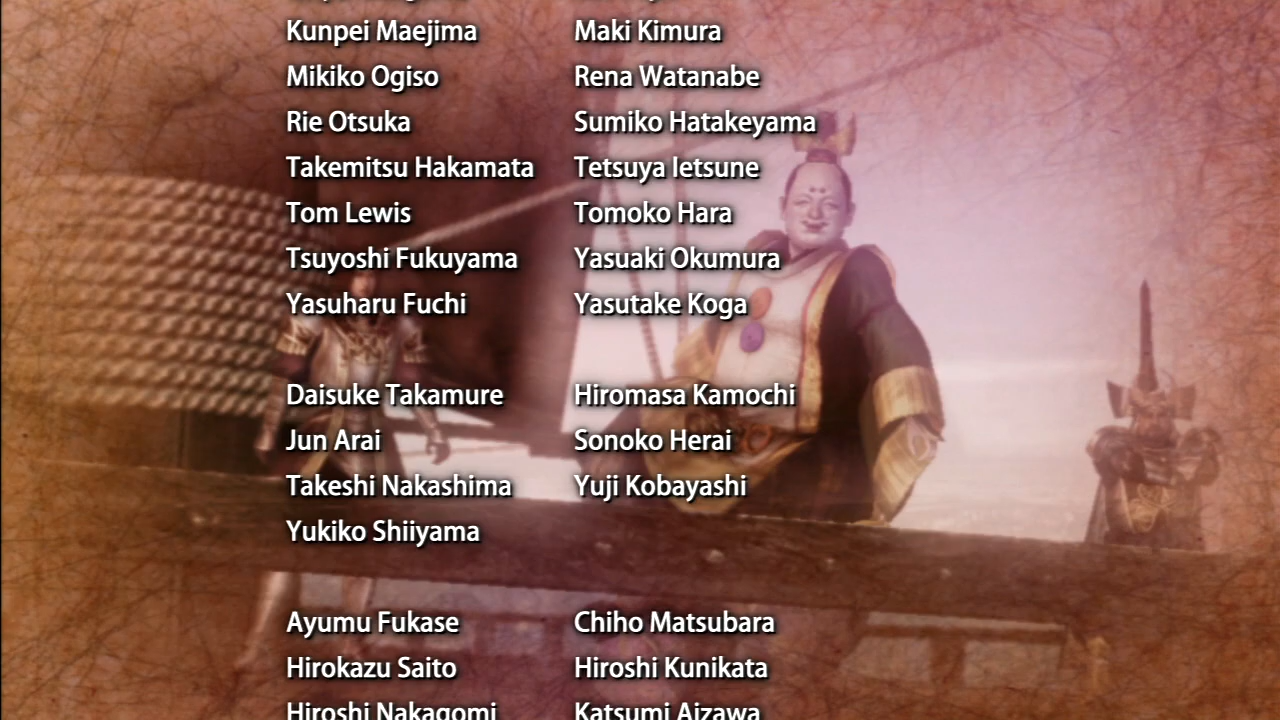 Kunpei Maejima Maki Kimura
Mikiko Ogiso Rena Watanabe
Rie Otsuka Sumiko Hatakeyama
Takemitsu Hakamata Tetsuya Ietsune
Tom Lewis Tomoko Hara
Tsuyoshi Fukuyama Yasuaki Okumura
Yasuharu Fuchi Yasutake Koga
Daisuke Takamure Hiromasa Kamochi
Jun Arai Sonoko Herai
Takeshi Nakashima Yuji Kobayashi
Yukiko Shiiyama
Ayumu Fukase Chiho Matsubara
Hirokazu Saito Hiroshi Kunikata
Hiroshi Nakagomi Katsumi Aizawa